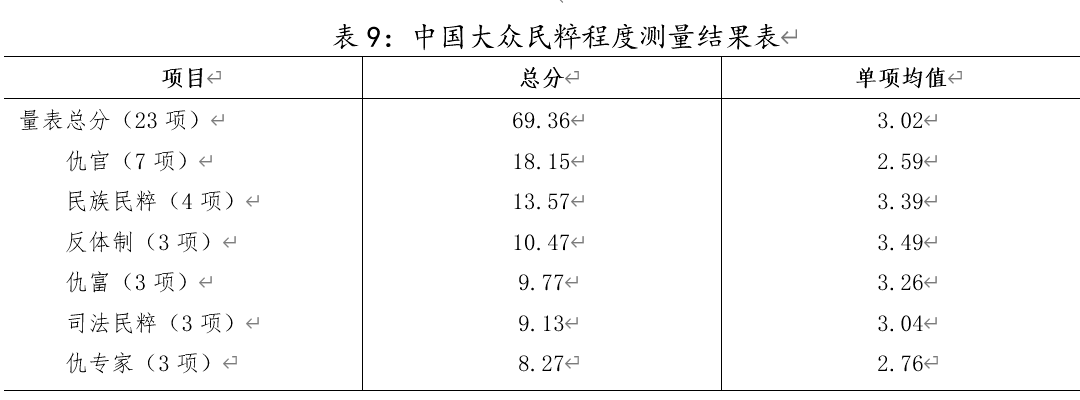 表 9：中国大众民粹程度测量结果表↵
项目↵ 总分↵ 单项均值↵
量表总分（23 项）↵ 69.36↵ 3.02↵
仇官（7 项）↵ 18.15↵ 2.59↵
民族民粹（4 项）↵ 13.57↵ 3.39↵
反体制（3 项）↵ 10.47↵ 3.49↵
仇富（3 项）↵ 9.77↵ 3.26↵
司法民粹（3 项）↵ 9.13↵ 3.04↵
仇专家（3 项）↵ 8.27↵ 2.76↵